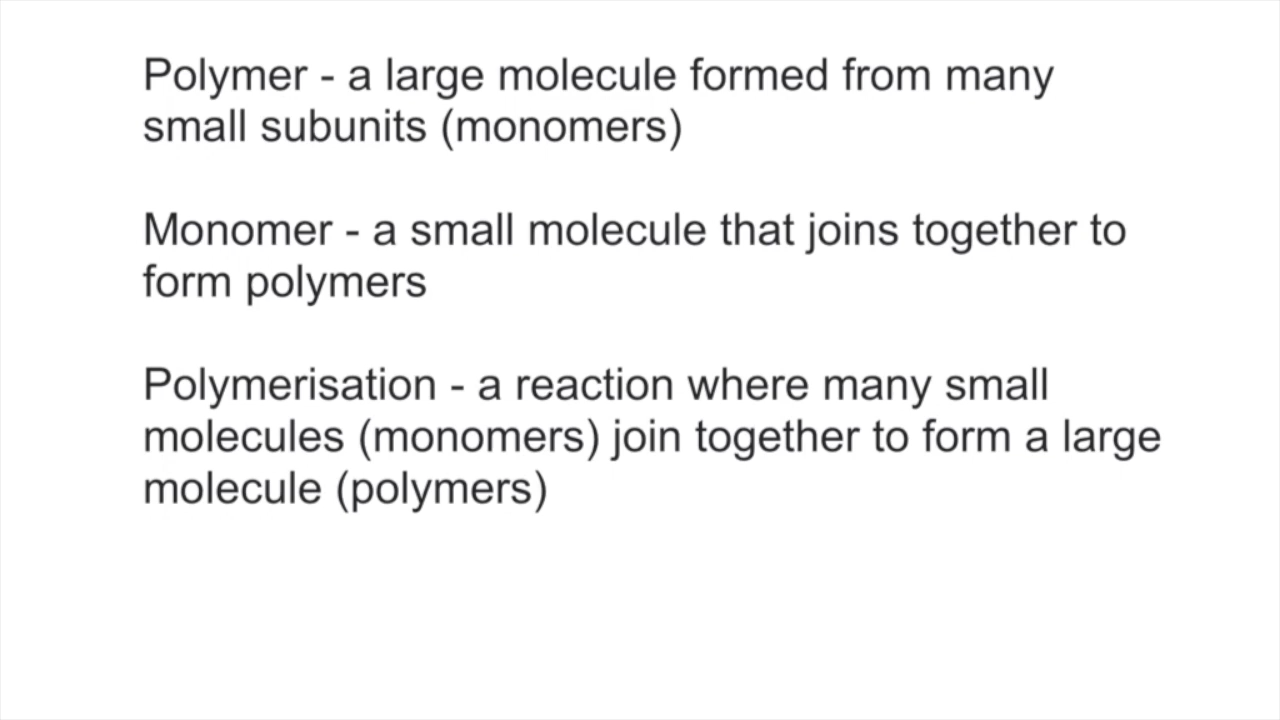 Polymer - a large molecule formed from many
small subunits (monomers)
Monomer - a small molecule that joins together to
form polymers
Polymerisation - a reaction where many small
molecules (monomers) join together to form a large
molecule (polymers)